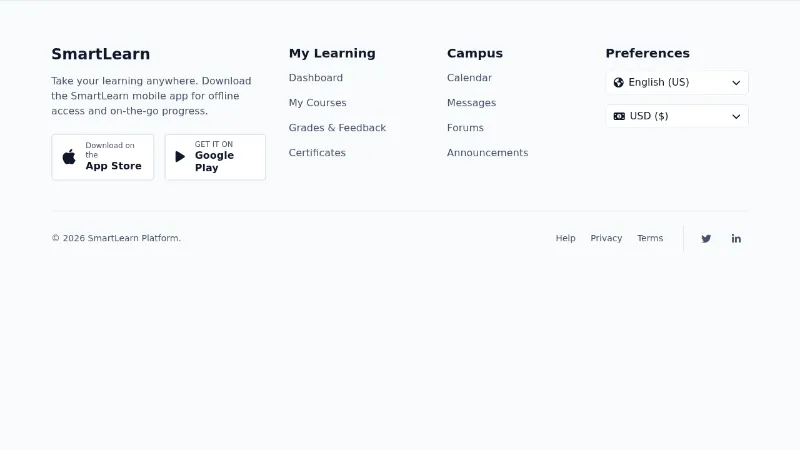 SmartLearn
Take your learning anywhere. Download
the SmartLearn mobile app for offline
access and on-the-go progress.
Download on
the
App Store
GET IT ON
Google
Play
My Learning
Dashboard
My Courses
Grades & Feedback
Certificates
Campus
Calendar
Messages
Forums
Announcements
Preferences
English (US)
USD ($)
© 2026 SmartLearn Platform.
Help
Privacy
Terms